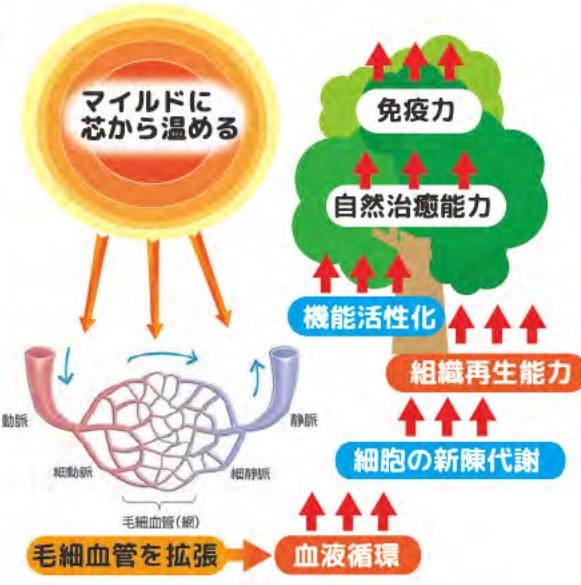 マイルドに
芯から温める
免疫力
自然治癒能力
機能活性化
組織再生能力
細胞の新陳代謝
動脈
静脈
細動脈
細静脈
毛細血管(網)
毛細血管を拡張
血液循環